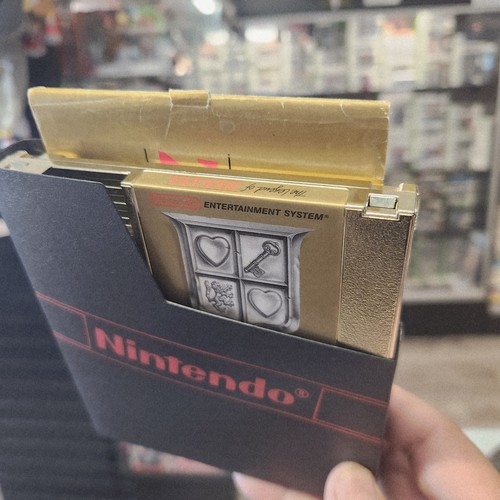 The Legend of
ENTERTAINMENT SYSTEM®
Nintendo®